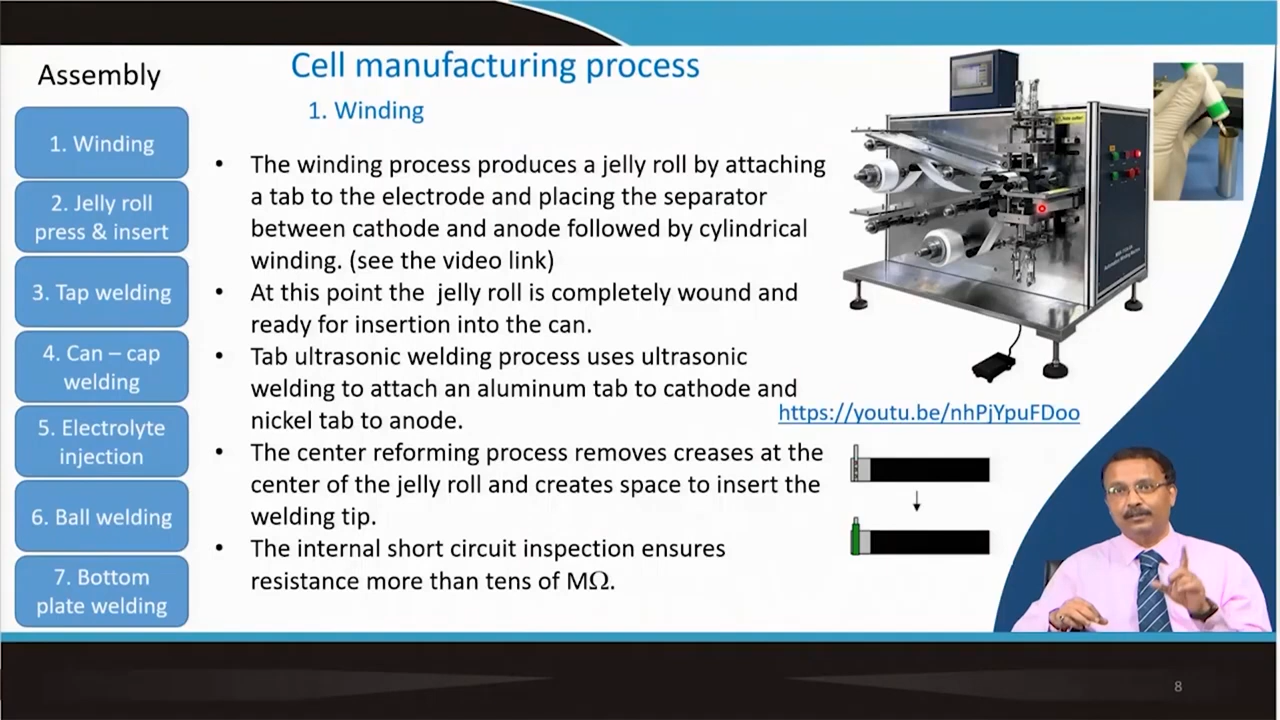 Assembly
1. Winding
2. Jelly roll
press & insert
3. Tap welding
4. Can – cap
welding
5. Electrolyte
injection
6. Ball welding
7. Bottom
plate welding
Cell manufacturing process
1. Winding
• The winding process produces a jelly roll by attaching
a tab to the electrode and placing the separator
between cathode and anode followed by cylindrical
winding. (see the video link)
• At this point the jelly roll is completely wound and
ready for insertion into the can.
• Tab ultrasonic welding process uses ultrasonic
welding to attach an aluminum tab to cathode and
nickel tab to anode.
• The center reforming process removes creases at the
center of the jelly roll and creates space to insert the
welding tip.
• The internal short circuit inspection ensures
resistance more than tens of MΩ.
https://youtu.be/nhPjYpuFDoo
8